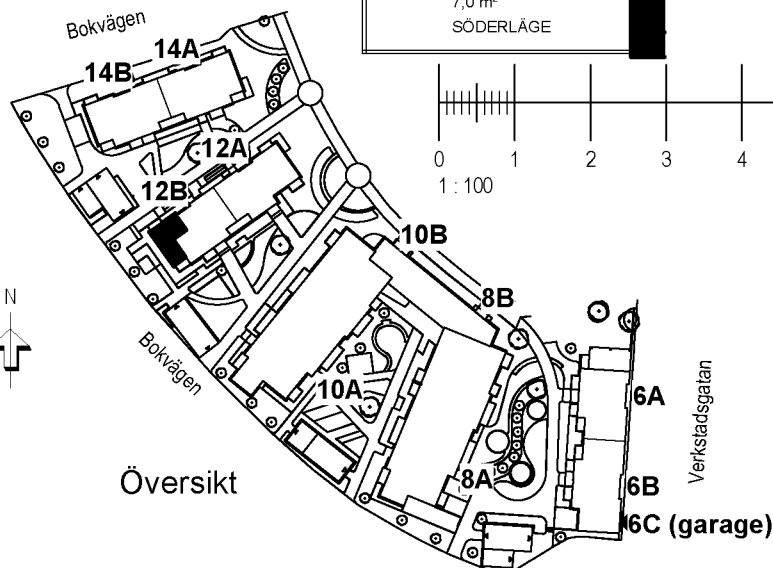 7,0 m²
SÖDERLÄGE
Bokvägen
14A
14B
12A
12B
0 1 2 3 4
1 : 100
10B
8B
N
Bokvägen
10A
6A
Verkstadsgatan
Översikt
8A
6B
6C (garage)